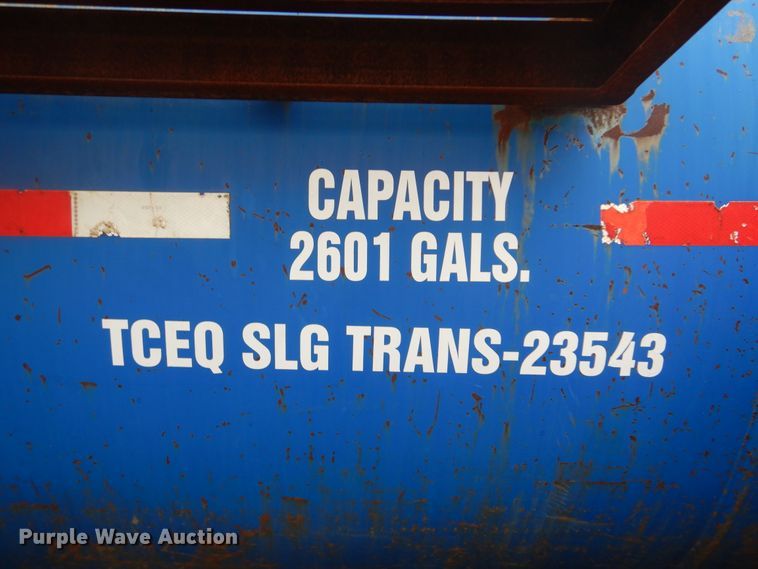 CAPACITY
2601 GALS.
TCEQ SLG TRANS-23543
Purple Wave Auction